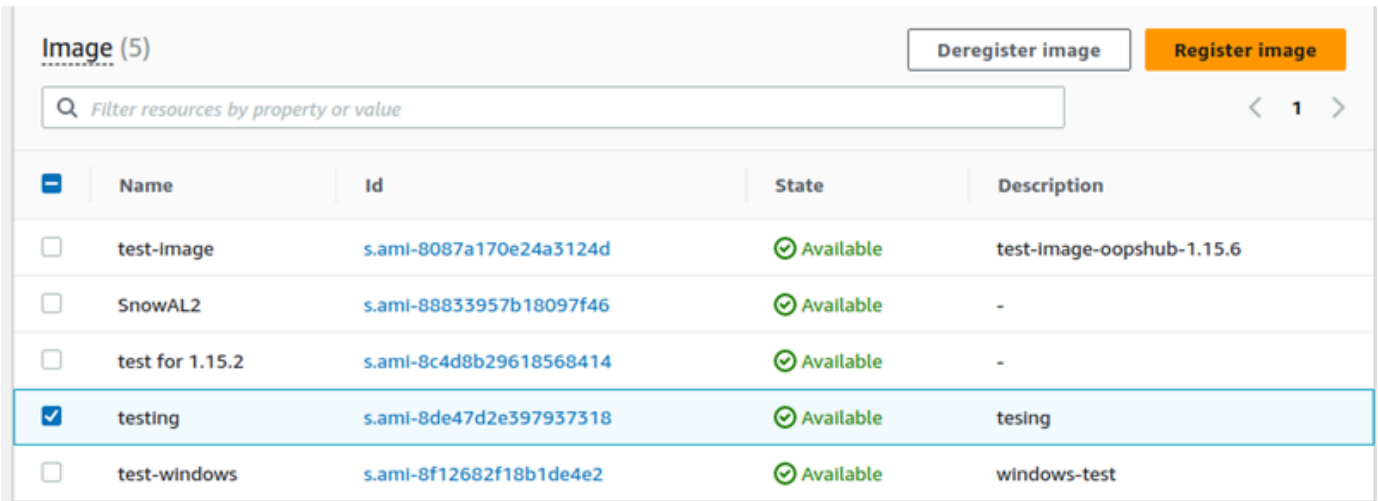 Image (5)
Deregister image
Register image
Filter resources by property or value
1
Name Id State Description
test-image s.ami-8087a170e24a3124d Available test-image-oopshub-1.15.6
SnowAL2 s.ami-88833957b18097f46 Available -
test for 1.15.2 s.ami-8c4d8b29618568414 Available -
testing s.ami-8de47d2e397937318 Available tesing
test-windows s.ami-8f12682f18b1de4e2 Available windows-test